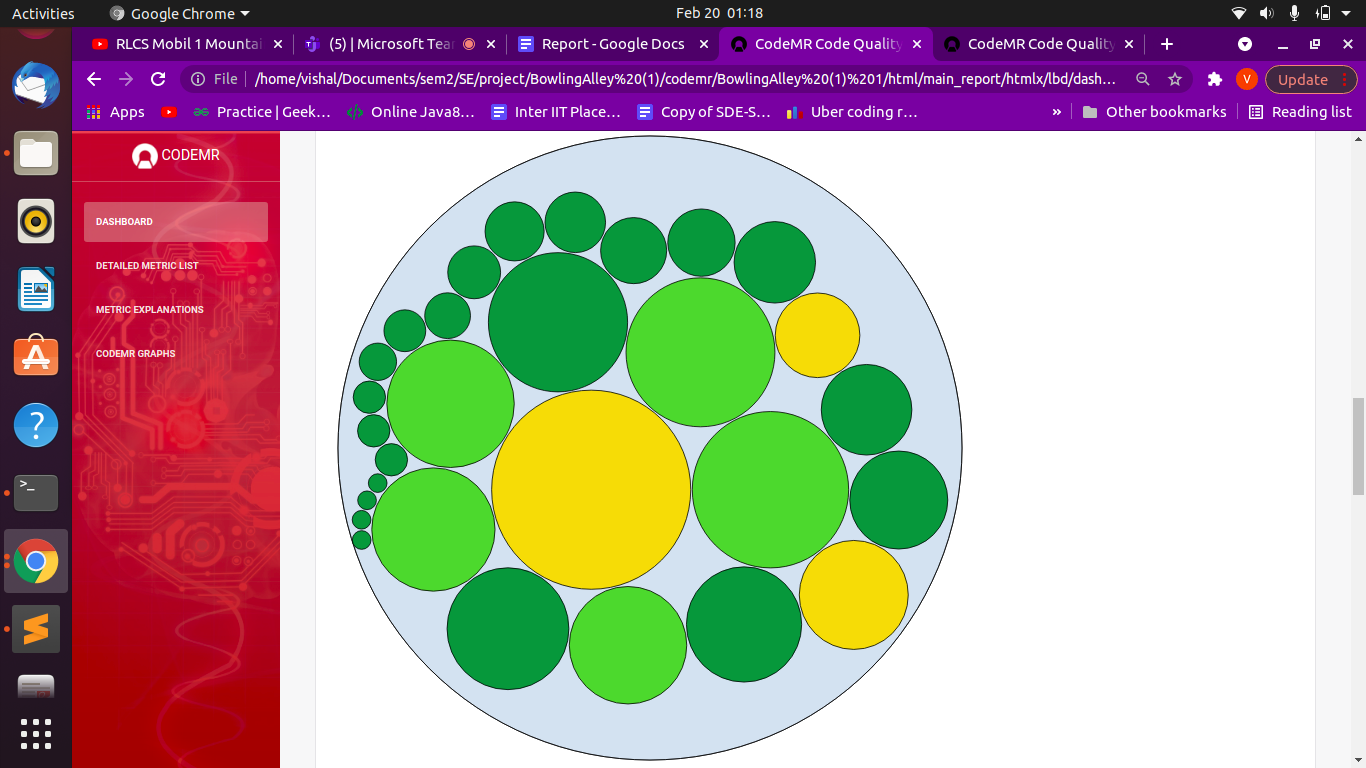 Activities Google Chrome Feb 20 01:18
RLCS Mobil 1 Mountai (5) | Microsoft Tea Report - Google Docs CodeMR Code Quality CodeMR Code Quality
File /home/vishal/Documents/sem2/SE/project/BowlingAlley%20(1)/codemr/BowlingAlley%20(1)%201/html/main_report/htmlx/lbd/dash... V Update
Apps Practice | Geek... Online Java8... Inter IIT Place... Copy of SDE-S... Uber coding r... » Other bookmarks Reading list
CODEMR
DASHBOARD
DETAILED METRIC LIST
METRIC EXPLANATIONS
CODEMR GRAPHS